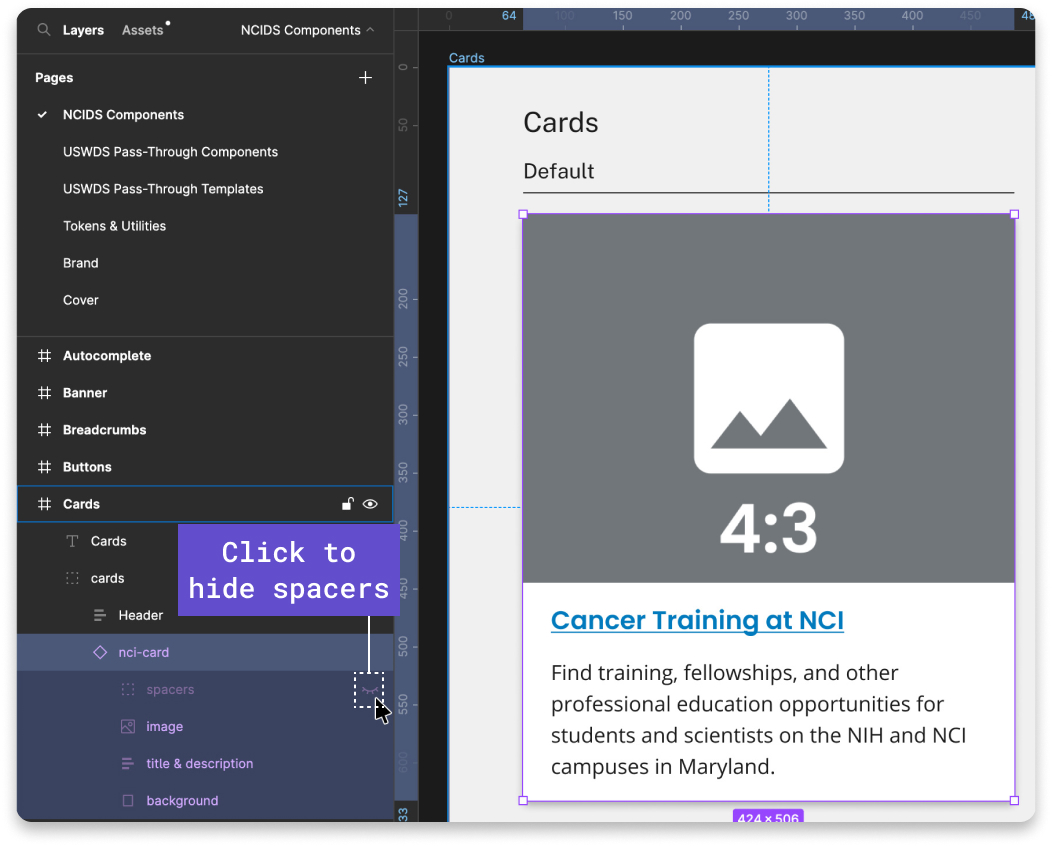 Layers
Assets
NCIDS Components
Pages
NCIDS Components
USWDS Pass-Through Components
USWDS Pass-Through Templates
Tokens & Utilities
Brand
Cover
Autocomplete
Banner
Breadcrumbs
Buttons
Cards
Cards
cards
Header
nci-card
spacers
image
title & description
background
Click to
hide spacers
0
64
100
150
200
250
300
350
400
450
48
0
50
127
200
250
300
350
400
450
500
550
600
33
Cards
Cards
Default
4:3
Cancer Training at NCI
Find training, fellowships, and other
professional education opportunities for
students and scientists on the NIH and NCI
campuses in Maryland.
424 × 506